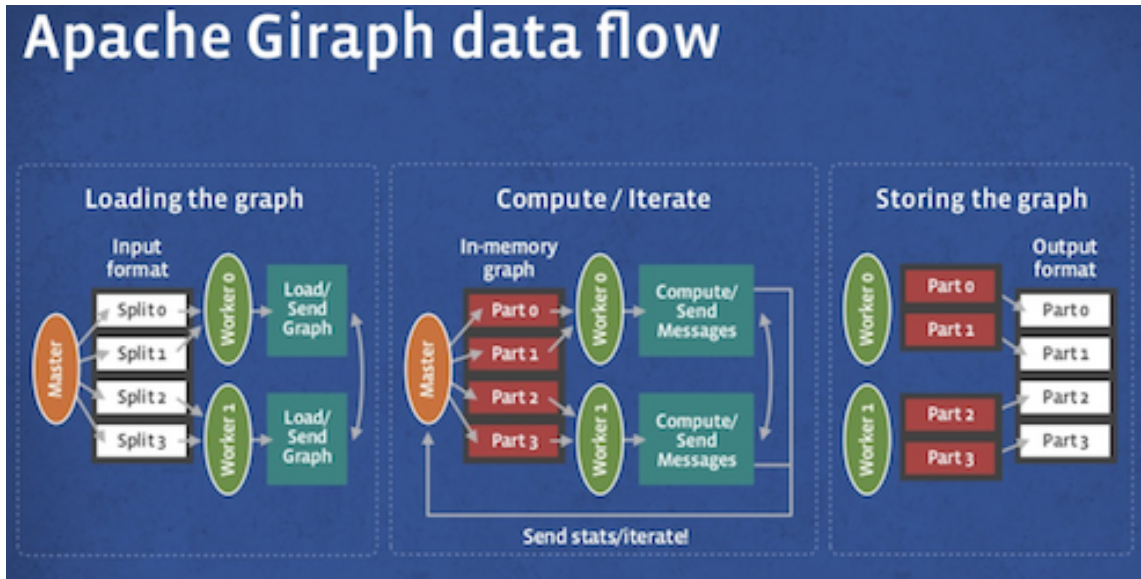 Apache Giraph data flow
Loading the graph
Input
format
Master
Split 0
Split 1
Split 2
Split 3
Worker 0
Worker 1
Load/
Send
Graph
Load/
Send
Graph
Compute / Iterate
In-memory
graph
Master
Part 0
Part 1
Part 2
Part 3
Worker 0
Worker 1
Compute/
Send
Messages
Compute/
Send
Messages
Send stats/iterate!
Storing the graph
Worker 0
Worker 1
Part 0
Part 1
Part 2
Part 3
Output
format
Part 0
Part 1
Part 2
Part 3